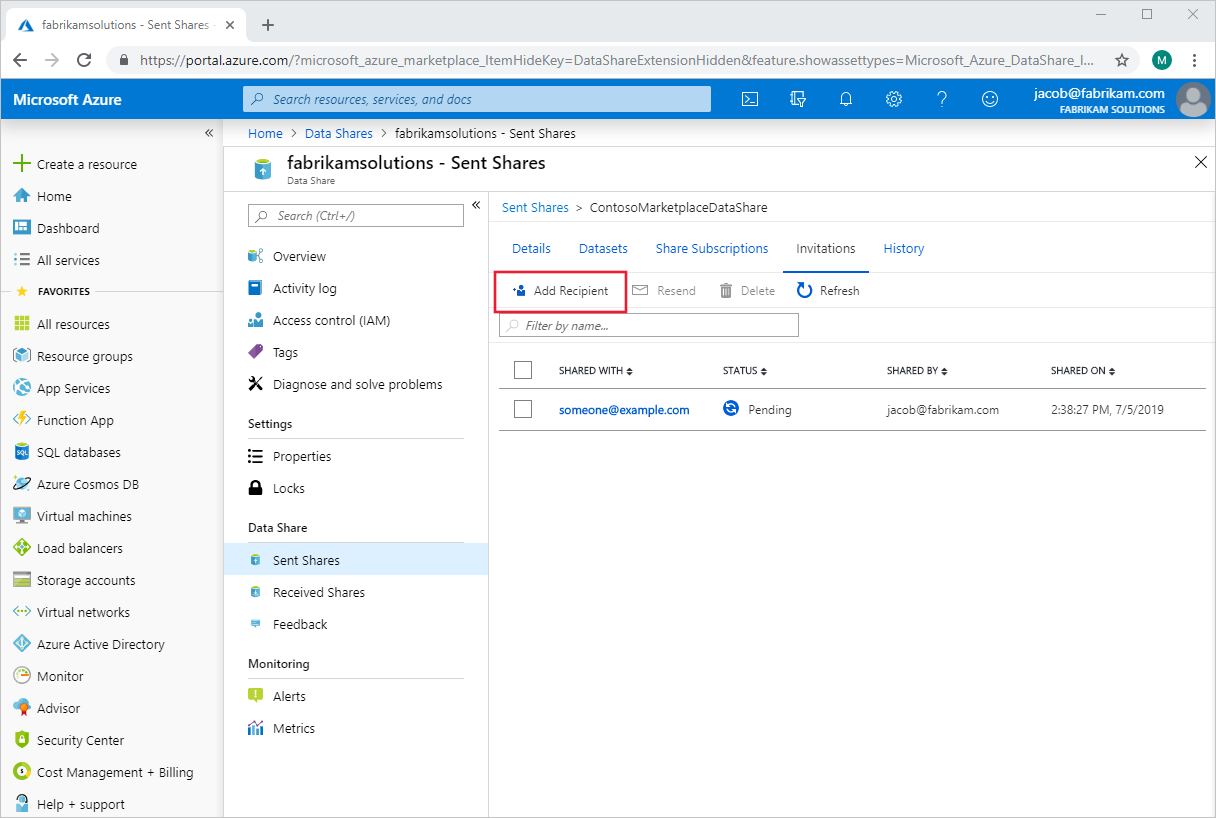 fabrikamsolutions - Sent Shares
https://portal.azure.com/?microsoft_azure_marketplace_ItemHideKey=DataShareExtensionHidden&feature.showassettypes=Microsoft_Azure_DataShare_I...
M
Microsoft Azure
Search resources, services, and docs
jacob@fabrikam.com
FABRIKAM SOLUTIONS
Create a resource
Home
Dashboard
All services
FAVORITES
All resources
Resource groups
App Services
Function App
SQL databases
Azure Cosmos DB
Virtual machines
Load balancers
Storage accounts
Virtual networks
Azure Active Directory
Monitor
Advisor
Security Center
Cost Management + Billing
Help + support
Home > Data Shares > fabrikamsolutions - Sent Shares
fabrikamsolutions - Sent Shares
Data Share
Search (Ctrl+/)
Overview
Activity log
Access control (IAM)
Tags
Diagnose and solve problems
Settings
Properties
Locks
Data Share
Sent Shares
Received Shares
Feedback
Monitoring
Alerts
Metrics
Sent Shares > ContosoMarketplaceDataShare
Details Datasets Share Subscriptions Invitations History
Add Recipient Resend Delete Refresh
Filter by name...
SHARED WITH STATUS SHARED BY SHARED ON
someone@example.com Pending jacob@fabrikam.com 2:38:27 PM, 7/5/2019